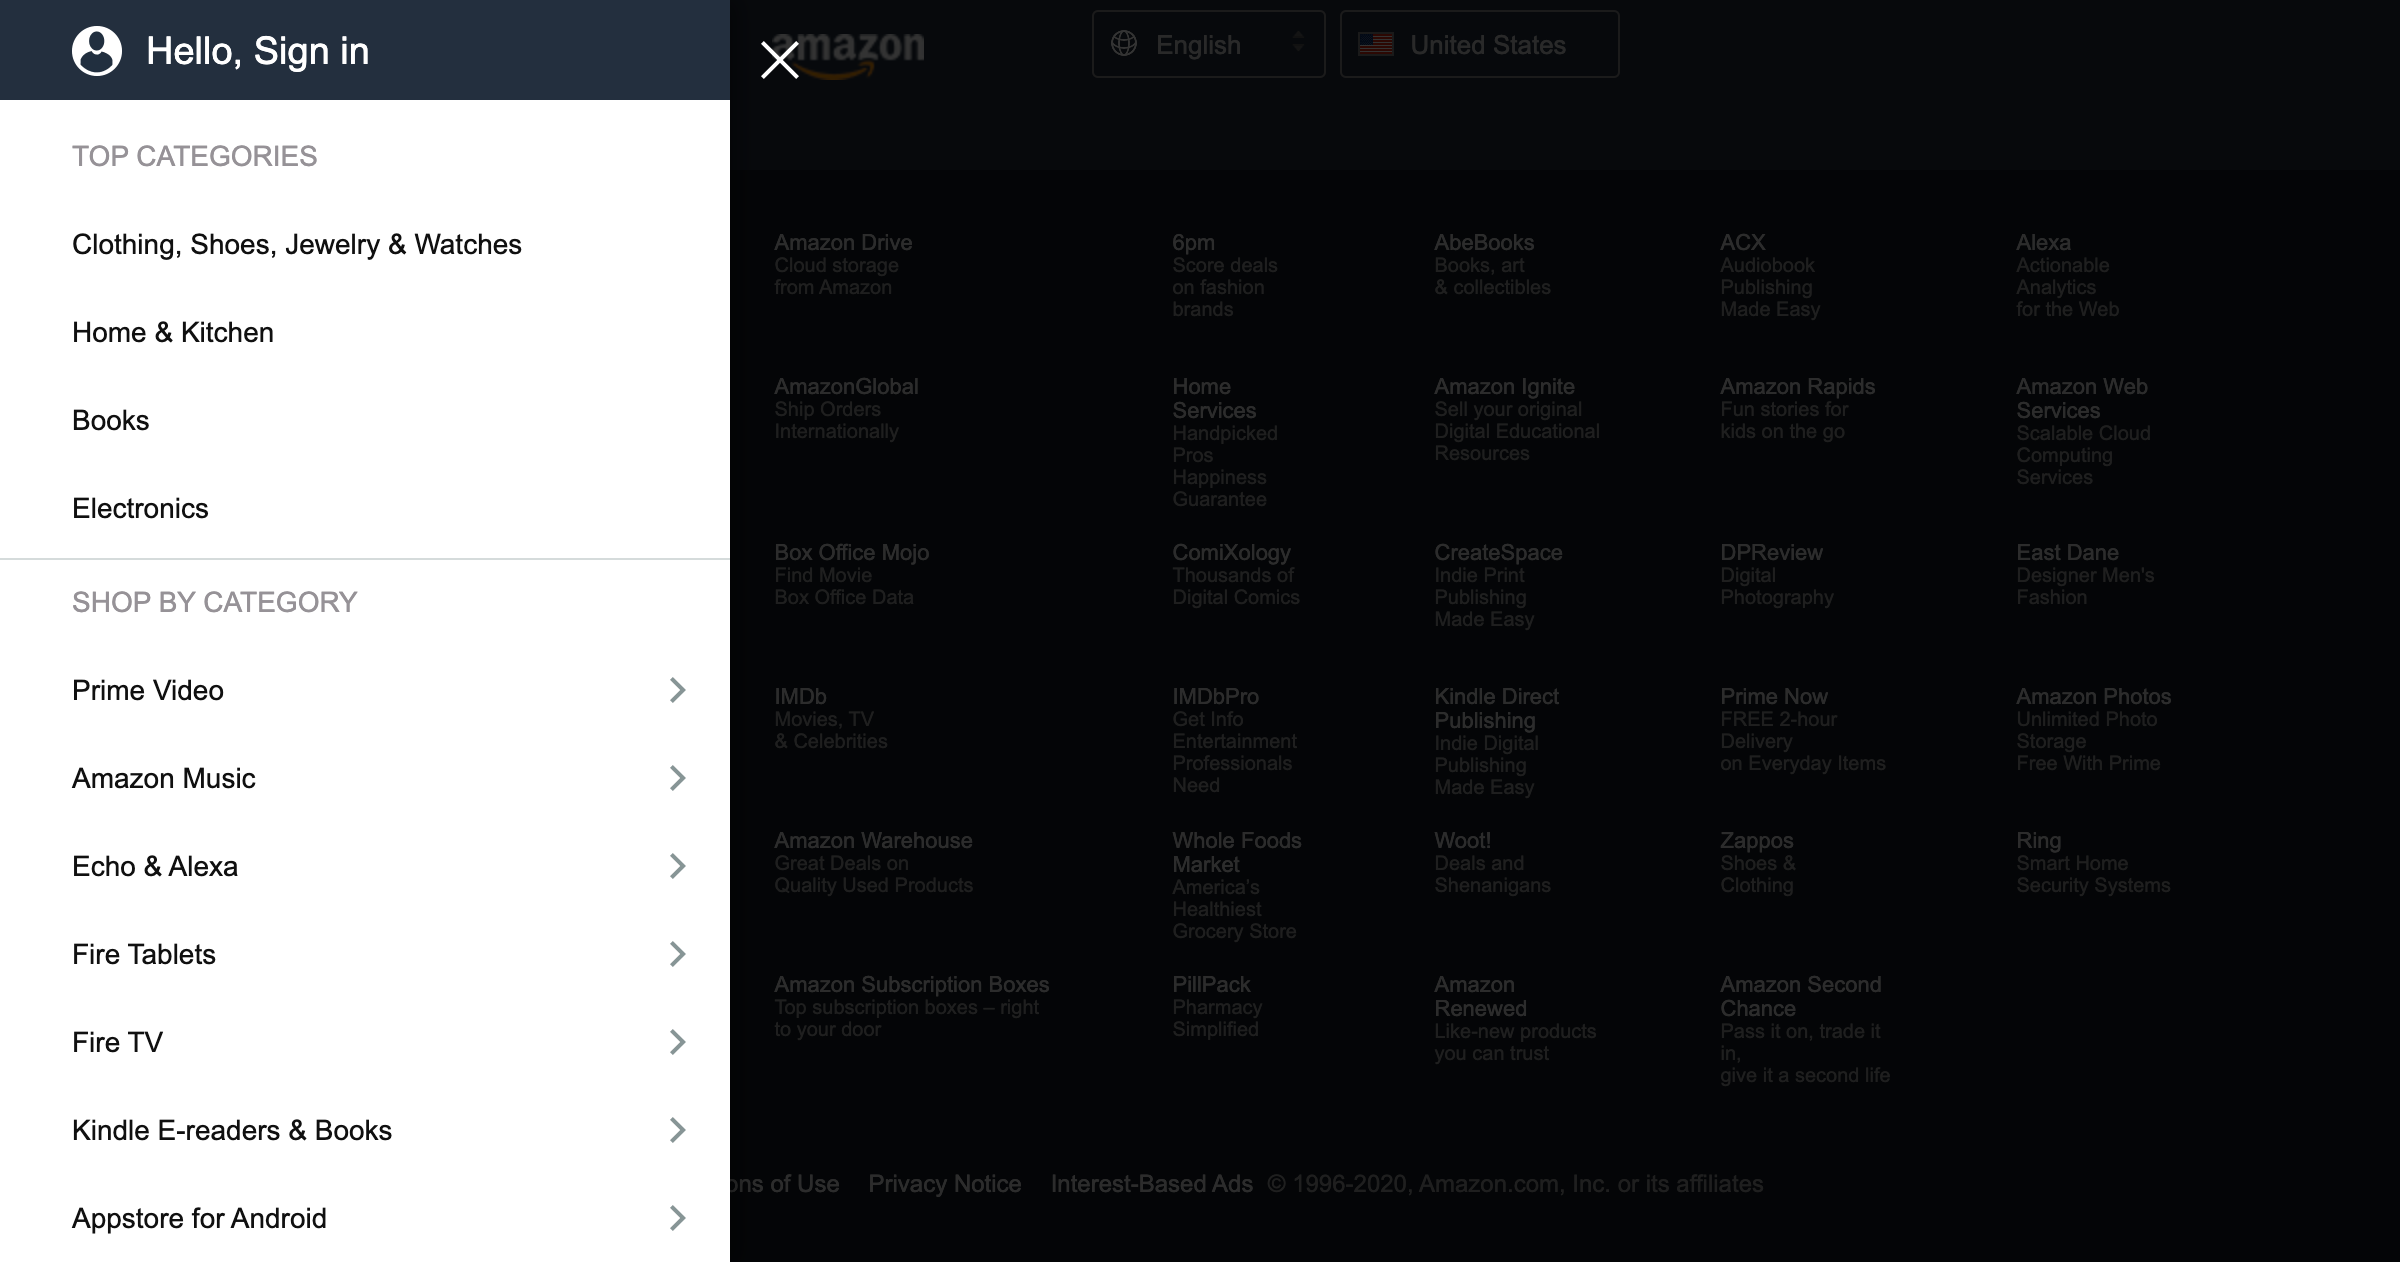 Hello, Sign in
TOP CATEGORIES
Clothing, Shoes, Jewelry & Watches
Home & Kitchen
Books
Electronics
SHOP BY CATEGORY
Prime Video
Amazon Music
Echo & Alexa
Fire Tablets
Fire TV
Kindle E-readers & Books
Appstore for Android
amazon
English
United States
Amazon Drive
Cloud storage
from Amazon
6pm
Score deals
on fashion
brands
AbeBooks
Books, art
& collectibles
ACX
Audiobook
Publishing
Made Easy
Alexa
Actionable
Analytics
for the Web
AmazonGlobal
Ship Orders
Internationally
Home
Services
Handpicked
Pros
Happiness
Guarantee
Amazon Ignite
Sell your original
Digital Educational
Resources
Amazon Rapids
Fun stories for
kids on the go
Amazon Web
Services
Scalable Cloud
Computing
Services
Box Office Mojo
Find Movie
Box Office Data
ComiXology
Thousands of
Digital Comics
CreateSpace
Indie Print
Publishing
Made Easy
DPReview
Digital
Photography
East Dane
Designer Men's
Fashion
IMDb
Movies, TV
& Celebrities
IMDbPro
Get Info
Entertainment
Professionals
Need
Kindle Direct
Publishing
Indie Digital
Publishing
Made Easy
Prime Now
FREE 2-hour
Delivery
on Everyday Items
Amazon Photos
Unlimited Photo
Storage
Free With Prime
Amazon Warehouse
Great Deals on
Quality Used Products
Whole Foods
Market
America's
Healthiest
Grocery Store
Woot!
Deals and
Shenanigans
Zappos
Shoes &
Clothing
Ring
Smart Home
Security Systems
Amazon Subscription Boxes
Top subscription boxes – right
to your door
PillPack
Pharmacy
Simplified
Amazon
Renewed
Like-new products
you can trust
Amazon Second
Chance
Pass it on, trade it
in,
give it a second life
ons of Use Privacy Notice Interest-Based Ads © 1996-2020, Amazon.com, Inc. or its affiliates